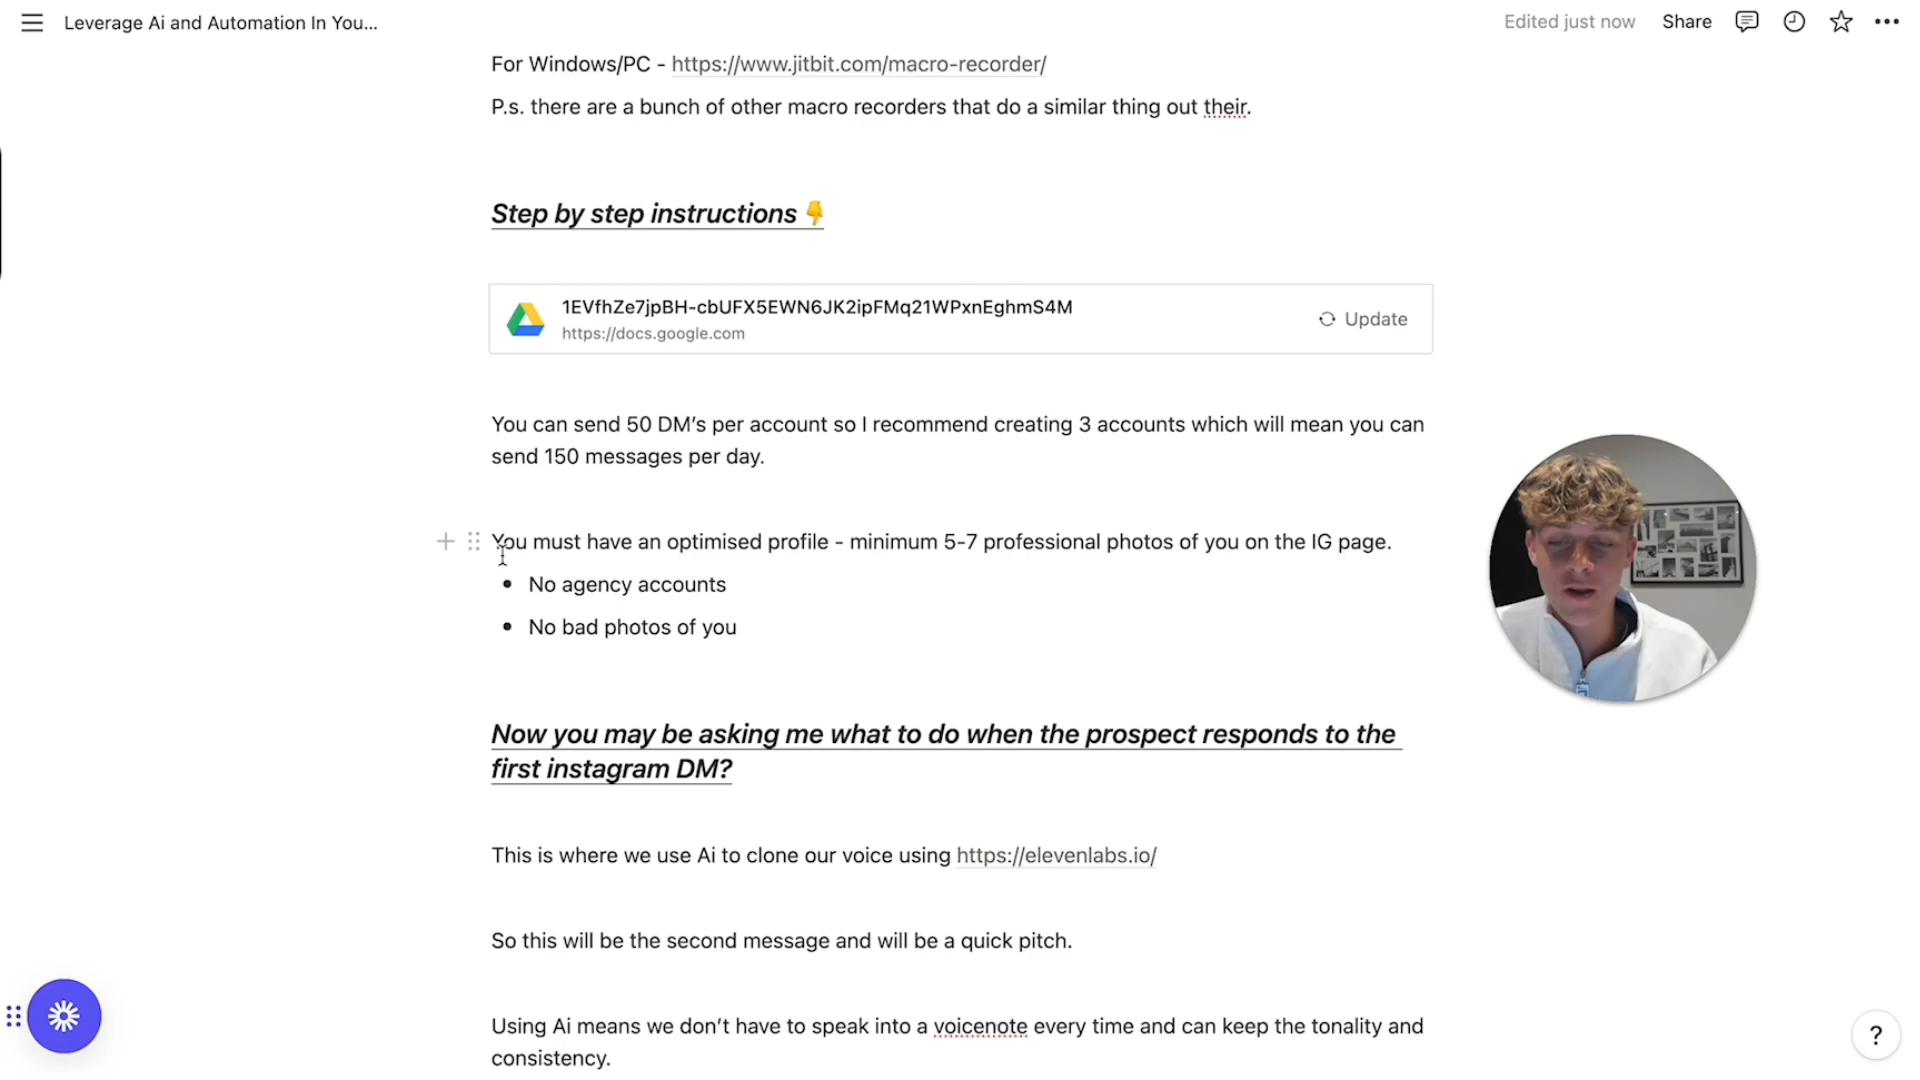 Leverage Ai and Automation In You...
Edited just now
Share
For Windows/PC - https://www.jitbit.com/macro-recorder/
P.s. there are a bunch of other macro recorders that do a similar thing out their.
Step by step instructions 👇
1EVfhZe7jpBH-cbUFX5EWN6JK2ipFMq21WPxnEghmS4M
https://docs.google.com
Update
You can send 50 DM’s per account so I recommend creating 3 accounts which will mean you can
send 150 messages per day.
You must have an optimised profile - minimum 5-7 professional photos of you on the IG page.
• No agency accounts
• No bad photos of you
Now you may be asking me what to do when the prospect responds to the
first instagram DM?
This is where we use Ai to clone our voice using https://elevenlabs.io/
So this will be the second message and will be a quick pitch.
Using Ai means we don’t have to speak into a voicenote every time and can keep the tonality and
consistency.
?